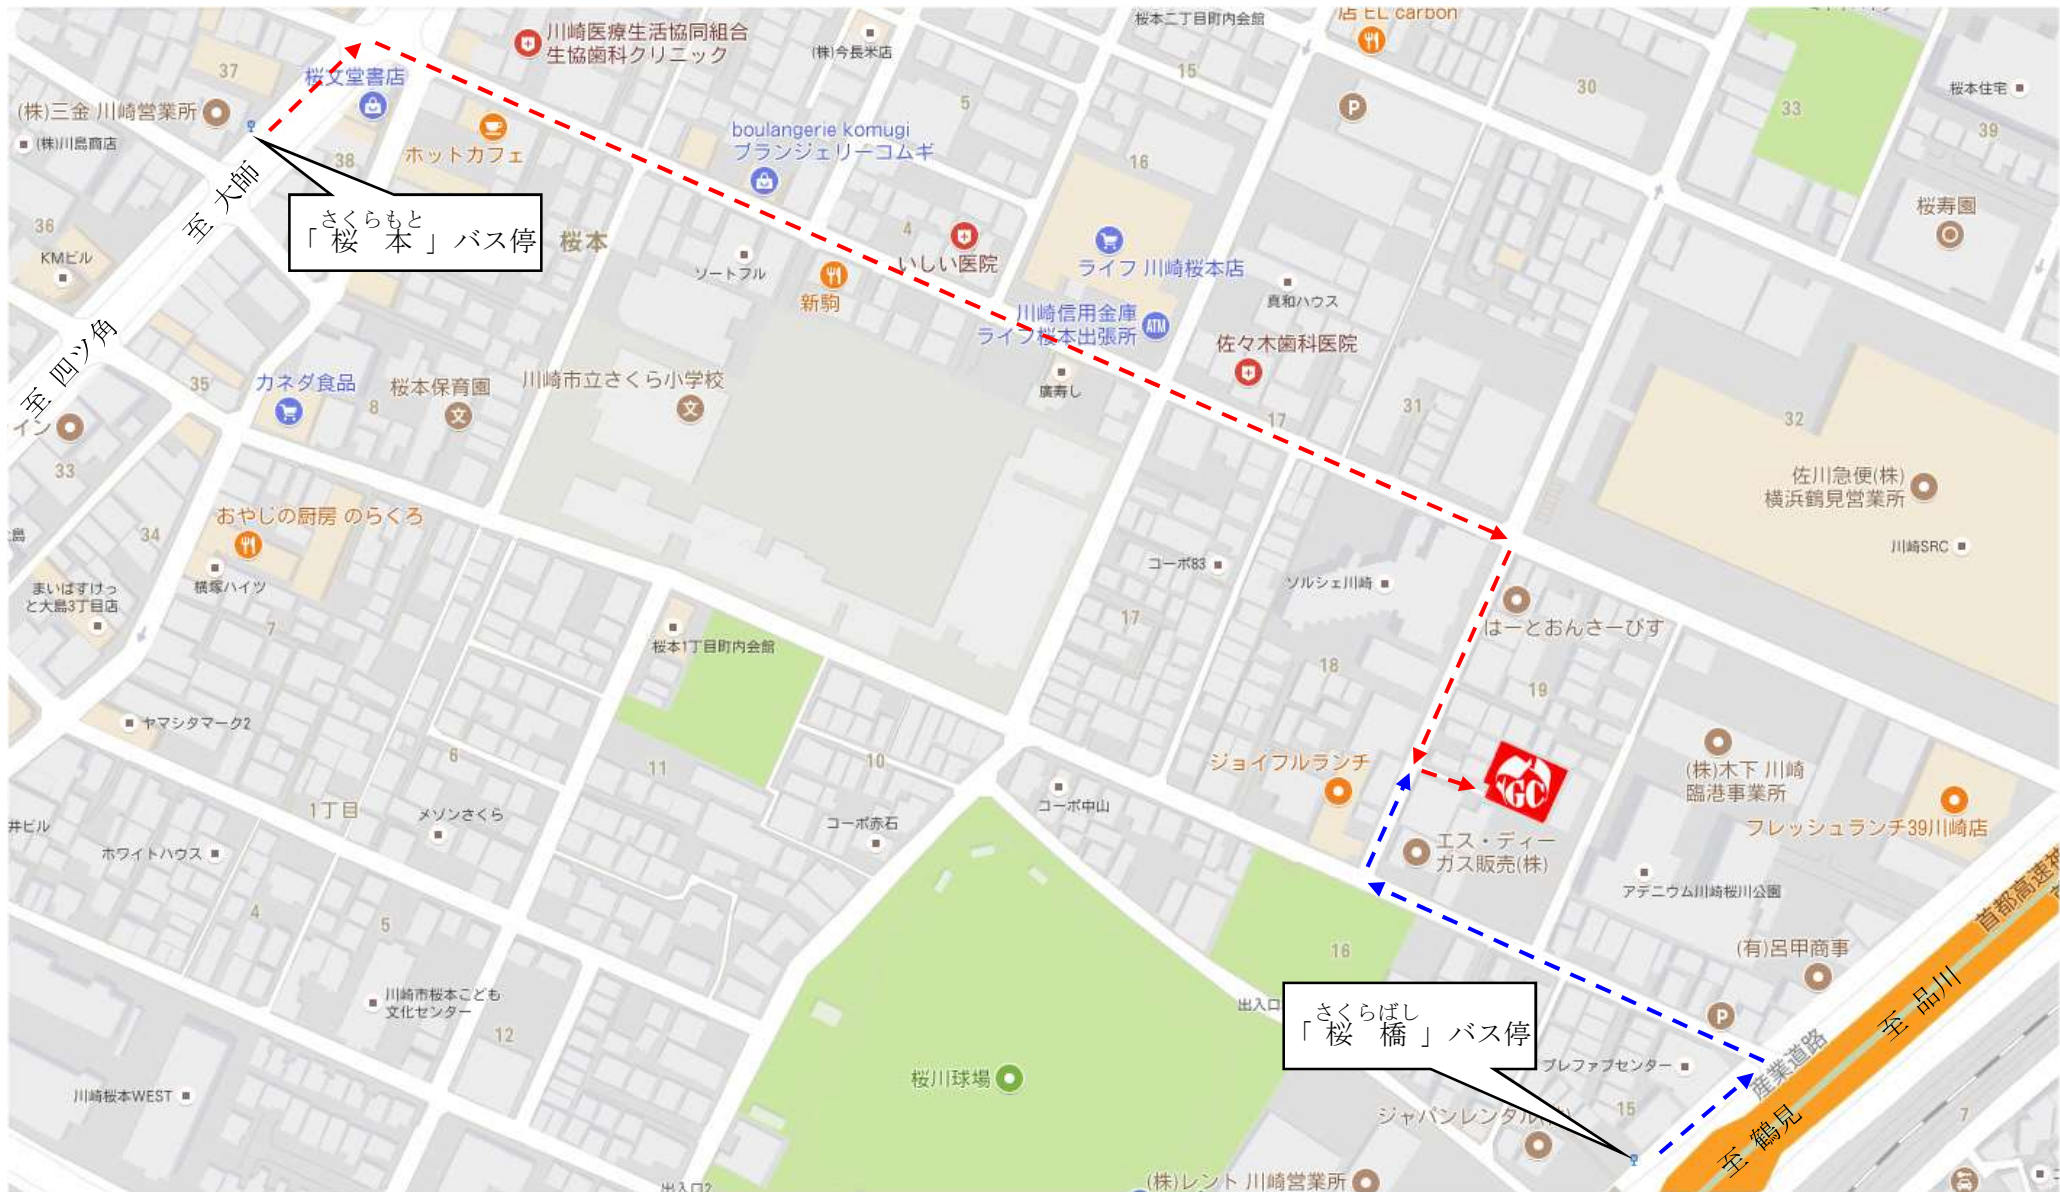 桜本二丁目町内会館
店 EL carbon
川崎医療生活協同組合
生協歯科クリニック
(株)今長米店
37
桜文堂書店
15
30
33
桜本住宅
39
(株)三金 川崎営業所
(株)川島商店
5
P
38
ホットカフェ
boulangerie komugi
ブランジェリーコムギ
16
至 大師
36
KMビル
さくらもと
「 桜 本 」 バス停
桜本
4
いしい医院
ソートフル
新駒
ライフ 川崎桜本店
桜寿園
真和ハウス
川崎信用金庫
ライフ桜本出張所
ATM
佐々木歯科医院
至 四ツ角
35
カネダ食品
8
桜本保育園
文
川崎市立さくら小学校
文
廣寿し
17
31
32
イン
33
佐川急便(株)
横浜鶴見営業所
川崎SRC
34
おやじの厨房 のらくろ
横塚ハイツ
まいばすけっ
と大島3丁目店
コーポ83
ソルシェ川崎
はーとおんさーびす
7
桜本1丁目町内会館
17
18
19
ヤマシタマーク2
6
11
10
ジョイフルランチ
GC
(株)木下 川崎
臨港事業所
フレッシュランチ39川崎店
1丁目
メゾンさくら
コーポ中山
コーポ赤石
井ビル
ホワイトハウス
エス・ディー
ガス販売(株)
アデニウム川崎桜川公園
4
5
16
(有)呂甲商事
首都高速
至 品川
川崎市桜本こども
文化センター
12
出入口
さくらばし
「 桜 橋 」 バス停
P
プレファブセンター
産業道路
桜川球場
川崎桜本WEST
ジャパンレンタル
15
至 鶴見
7
(株)レント 川崎営業所
出入口2